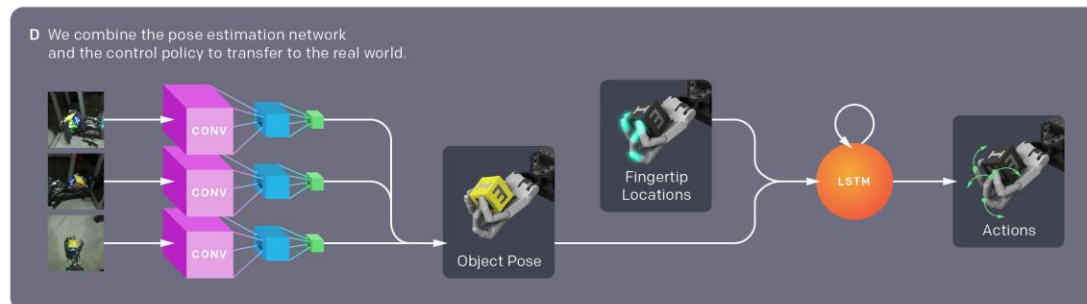 D We combine the pose estimation network
and the control policy to transfer to the real world.
CONV
CONV
CONV
Object Pose
Fingertip
Locations
LSTM
Actions